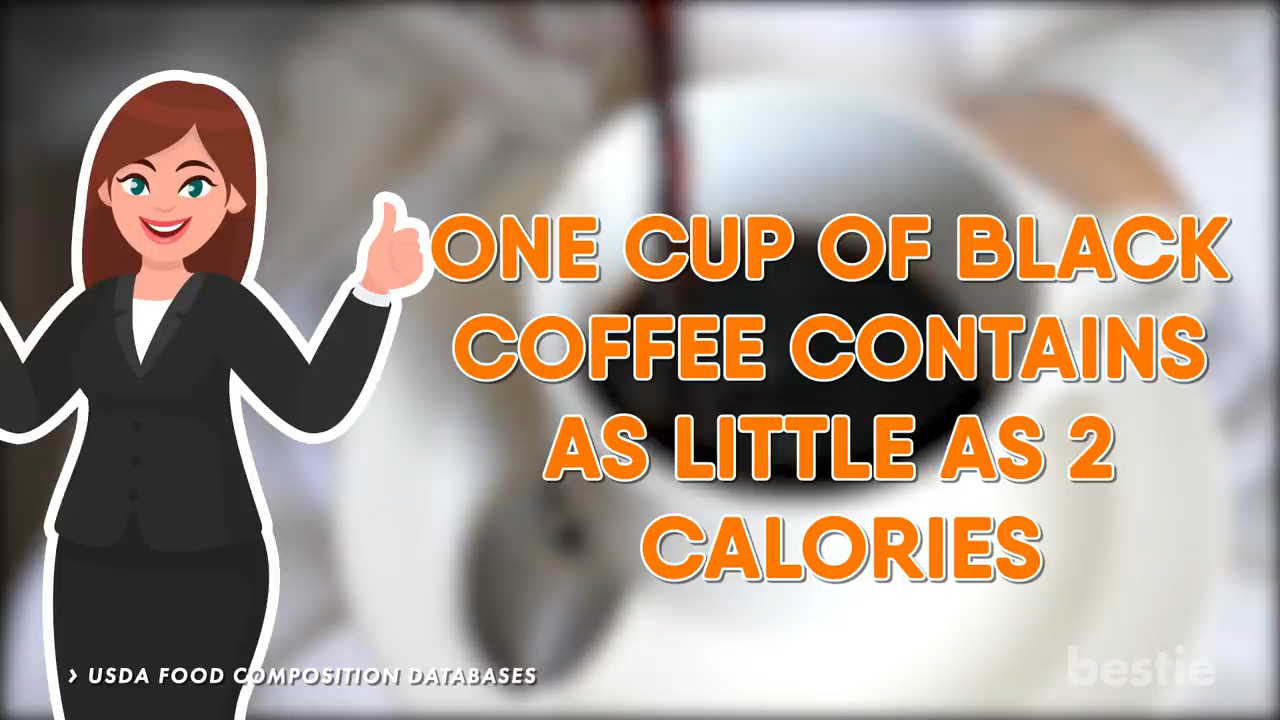 ONE CUP OF BLACK
COFFEE CONTAINS
AS LITTLE AS 2
CALORIES
› USDA FOOD COMPOSITION DATABASES
bestie